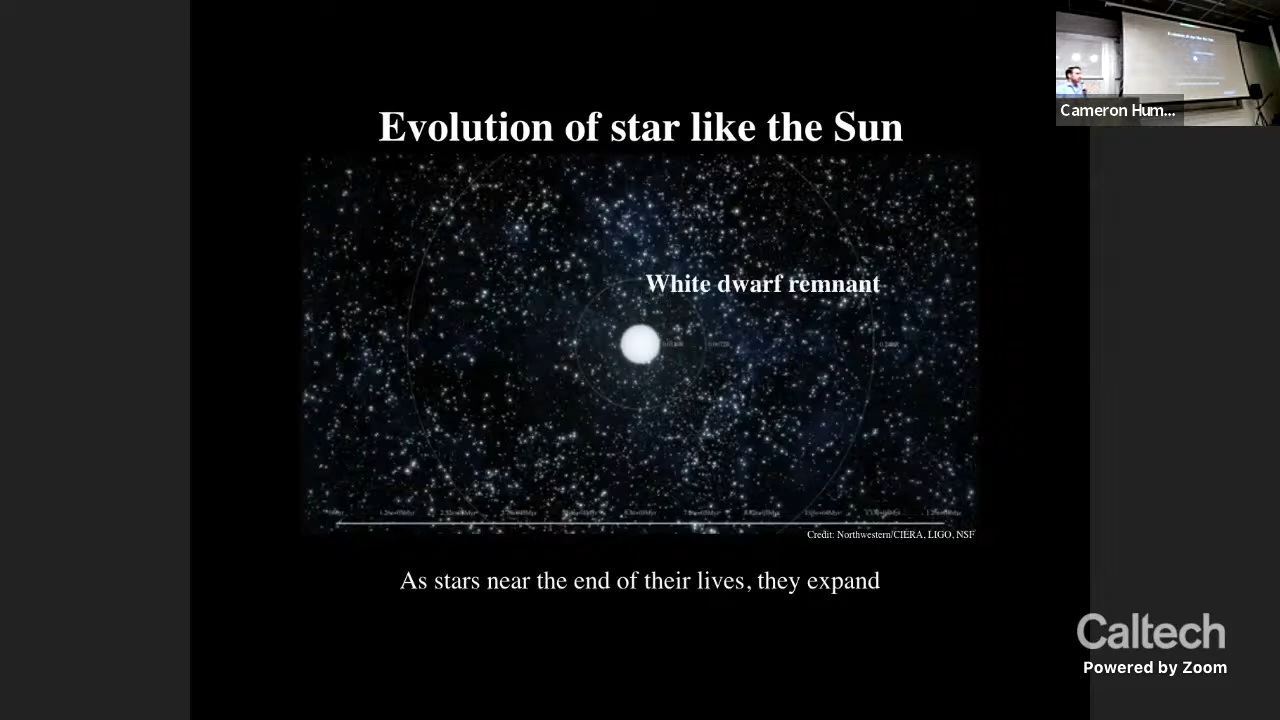 Evolution of star like the Sun
Cameron Hum...
White dwarf remnant
Credit: Northwestern/CIERA, LIGO, NSF
As stars near the end of their lives, they expand
Caltech
Powered by Zoom